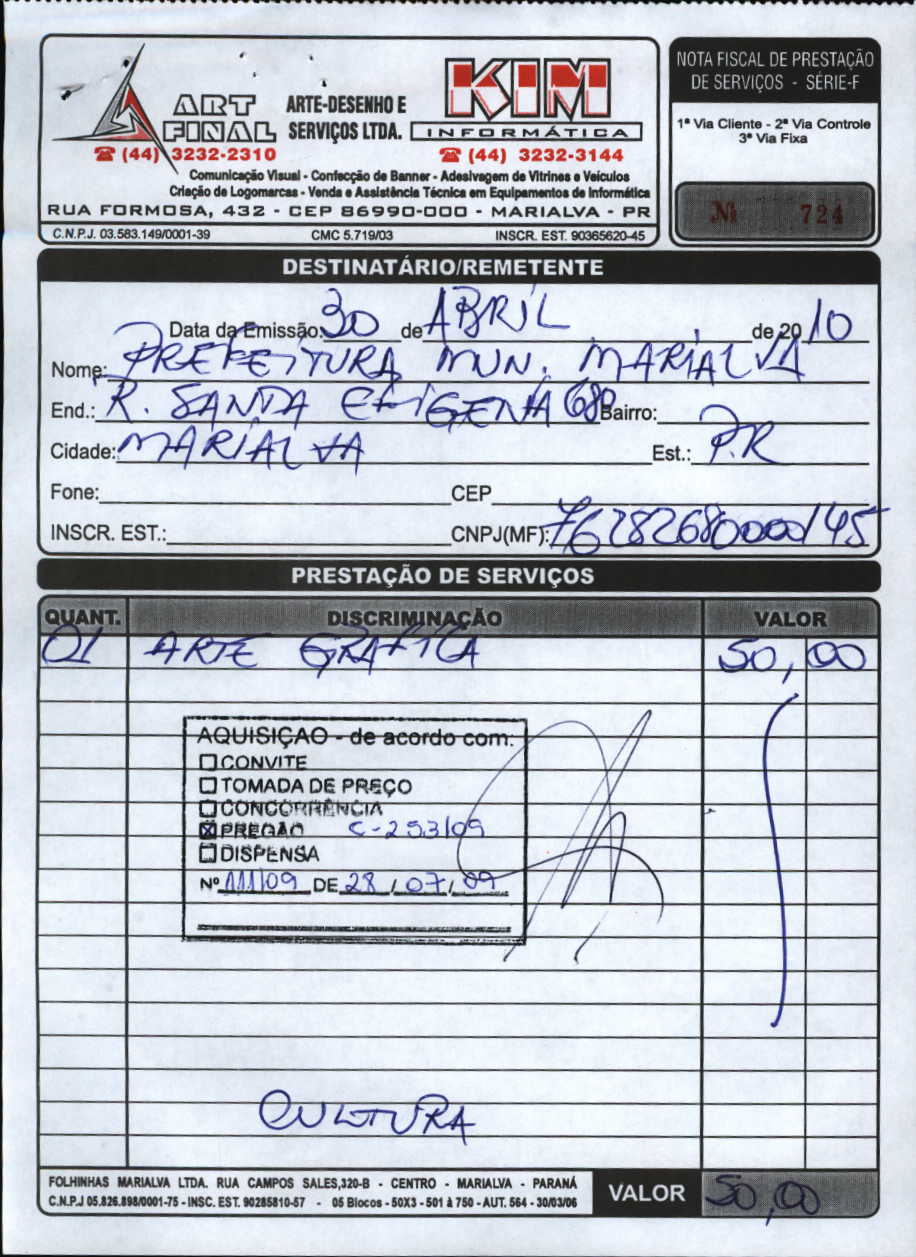 ART FINAL
ARTE-DESENHO E SERVIÇOS LTDA.
KIM INFORMÁTICA
☎ (44) 3232-2310
☎ (44) 3232-3144
Comunicação Visual - Confecção de Banner - Adesivagem de Vitrines e Veículos
Criação de Logomarcas - Venda e Assistência Técnica em Equipamentos de Informática
RUA FORMOSA, 432 - CEP 86990-000 - MARIALVA - PR
C.N.P.J. 03.583.149/0001-39 CMC 5.719/03 INSCR. EST. 90365620-45
NOTA FISCAL DE PRESTAÇÃO
DE SERVIÇOS - SÉRIE-F
1ª Via Cliente - 2ª Via Controle
3ª Via Fixa
Nº 724
DESTINATÁRIO/REMETENTE
Data da Emissão: 30 de ABRIL de 2010
Nome: PREFEITURA MUN. MARIALVA
End.: R. SANTA EFIGENIA 680 Bairro:
Cidade: MARIALVA Est.: P.R
Fone: CEP
INSCR. EST.: CNPJ(MF): 76282680000/45
PRESTAÇÃO DE SERVIÇOS
QUANT. DISCRIMINAÇÃO VALOR
01 ARTE GRAFICA 50,00
AQUISIÇÃO - de acordo com:
☐ CONVITE
☐ TOMADA DE PREÇO
☐ CONCORRÊNCIA
☒ PREGÃO C-253/09
☐ DISPENSA
Nº 111/09 DE 28/07/09
CULTURA
FOLHINHAS MARIALVA LTDA. RUA CAMPOS SALES,320-B - CENTRO - MARIALVA - PARANÁ
C.N.P.J 05.826.898/0001-75 - INSC. EST. 90285810-57 - 05 Blocos - 50X3 - 501 à 750 - AUT. 564 - 30/03/06
VALOR 50,00